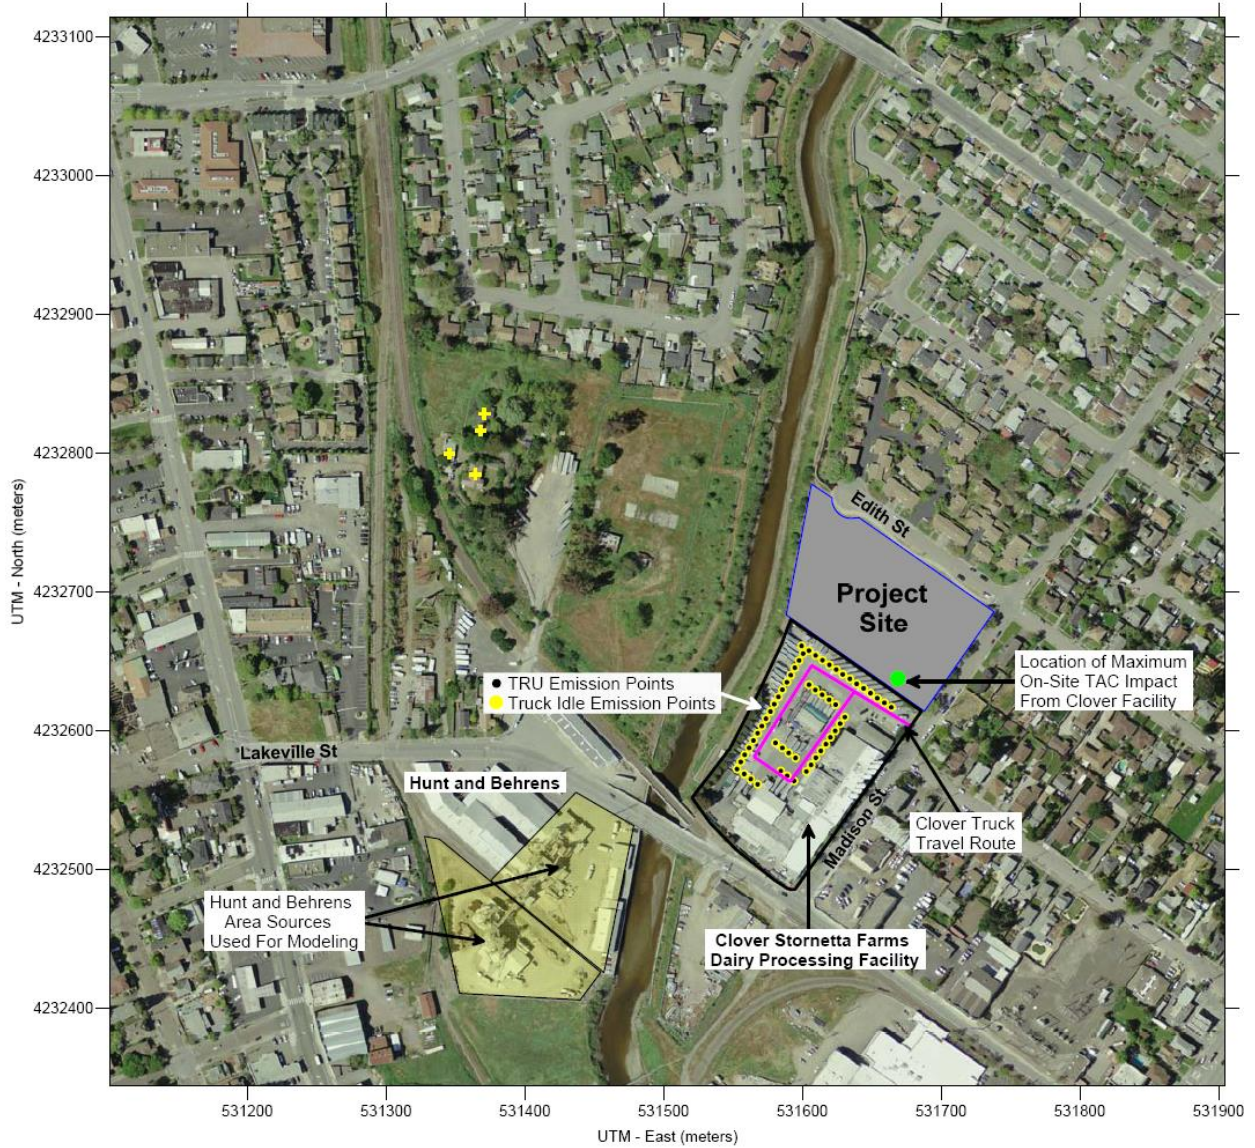 4233100
4233000
4232900
4232800
4232700
4232600
4232500
4232400
UTM - North (meters)
Edith St
Project
Site
Location of Maximum
On-Site TAC Impact
From Clover Facility
TRU Emission Points
Truck Idle Emission Points
Lakeville St
Hunt and Behrens
Clover Truck
Travel Route
Madison St
Hunt and Behrens
Area Sources
Used For Modeling
Clover Stornetta Farms
Dairy Processing Facility
531200
531300
531400
531500
531600
531700
531800
531900
UTM - East (meters)